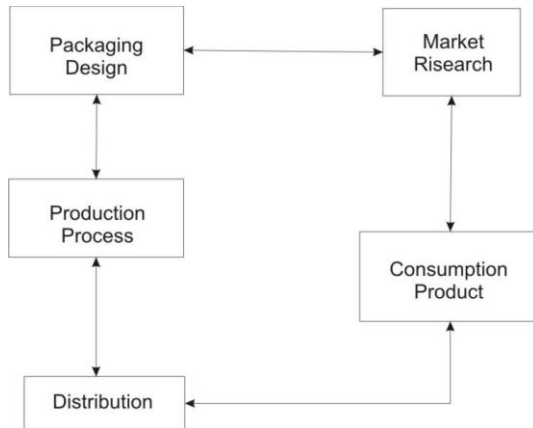 Packaging
Design
Market
Risearch
Production
Process
Consumption
Product
Distribution